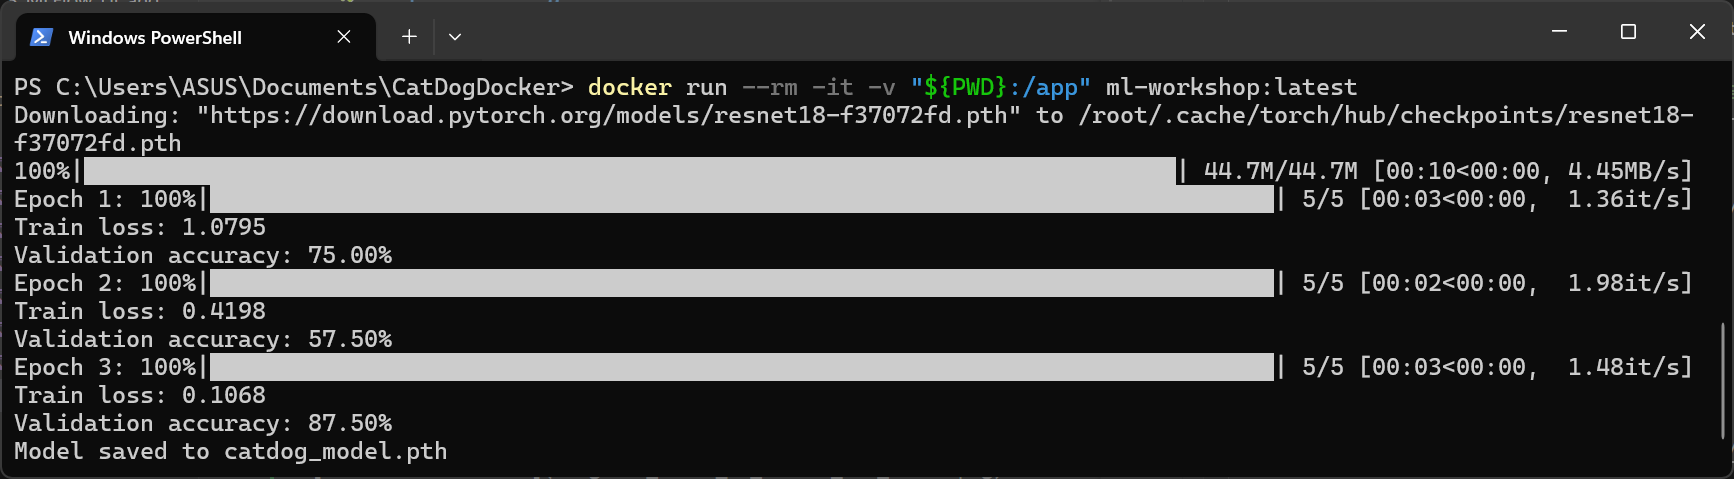 Windows PowerShell
PS C:\Users\ASUS\Documents\CatDogDocker> docker run --rm -it -v "${PWD}:/app" ml-workshop:latest
Downloading: "https://download.pytorch.org/models/resnet18-f37072fd.pth" to /root/.cache/torch/hub/checkpoints/resnet18-
f37072fd.pth
100%| | 44.7M/44.7M [00:10<00:00, 4.45MB/s]
Epoch 1: 100%| | 5/5 [00:03<00:00,  1.36it/s]
Train loss: 1.0795
Validation accuracy: 75.00%
Epoch 2: 100%| | 5/5 [00:02<00:00,  1.98it/s]
Train loss: 0.4198
Validation accuracy: 57.50%
Epoch 3: 100%| | 5/5 [00:03<00:00,  1.48it/s]
Train loss: 0.1068
Validation accuracy: 87.50%
Model saved to catdog_model.pth